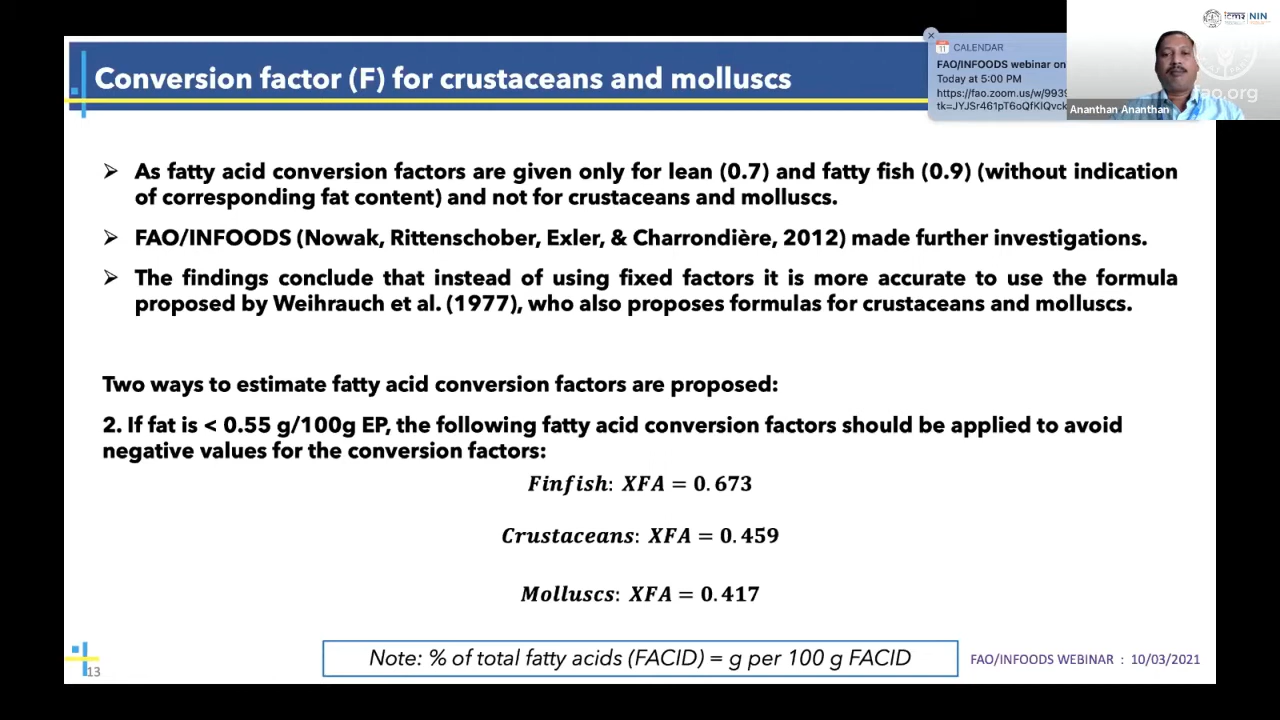 Conversion factor (F) for crustaceans and molluscs
CALENDAR
FAO/INFOODS webinar on
Today at 5:00 PM
https://fao.zoom.us/w/9939
tk=JYJSr461pT6oQfKlQvck
icmr NIN
fao.org
Ananthan Ananthan
➢ As fatty acid conversion factors are given only for lean (0.7) and fatty fish (0.9) (without indication
of corresponding fat content) and not for crustaceans and molluscs.
➢ FAO/INFOODS (Nowak, Rittenschober, Exler, & Charrondière, 2012) made further investigations.
➢ The findings conclude that instead of using fixed factors it is more accurate to use the formula
proposed by Weihrauch et al. (1977), who also proposes formulas for crustaceans and molluscs.
Two ways to estimate fatty acid conversion factors are proposed:
2. If fat is < 0.55 g/100g EP, the following fatty acid conversion factors should be applied to avoid
negative values for the conversion factors:
Finfish: XFA = 0.673
Crustaceans: XFA = 0.459
Molluscs: XFA = 0.417
Note: % of total fatty acids (FACID) = g per 100 g FACID
FAO/INFOODS WEBINAR : 10/03/2021
13